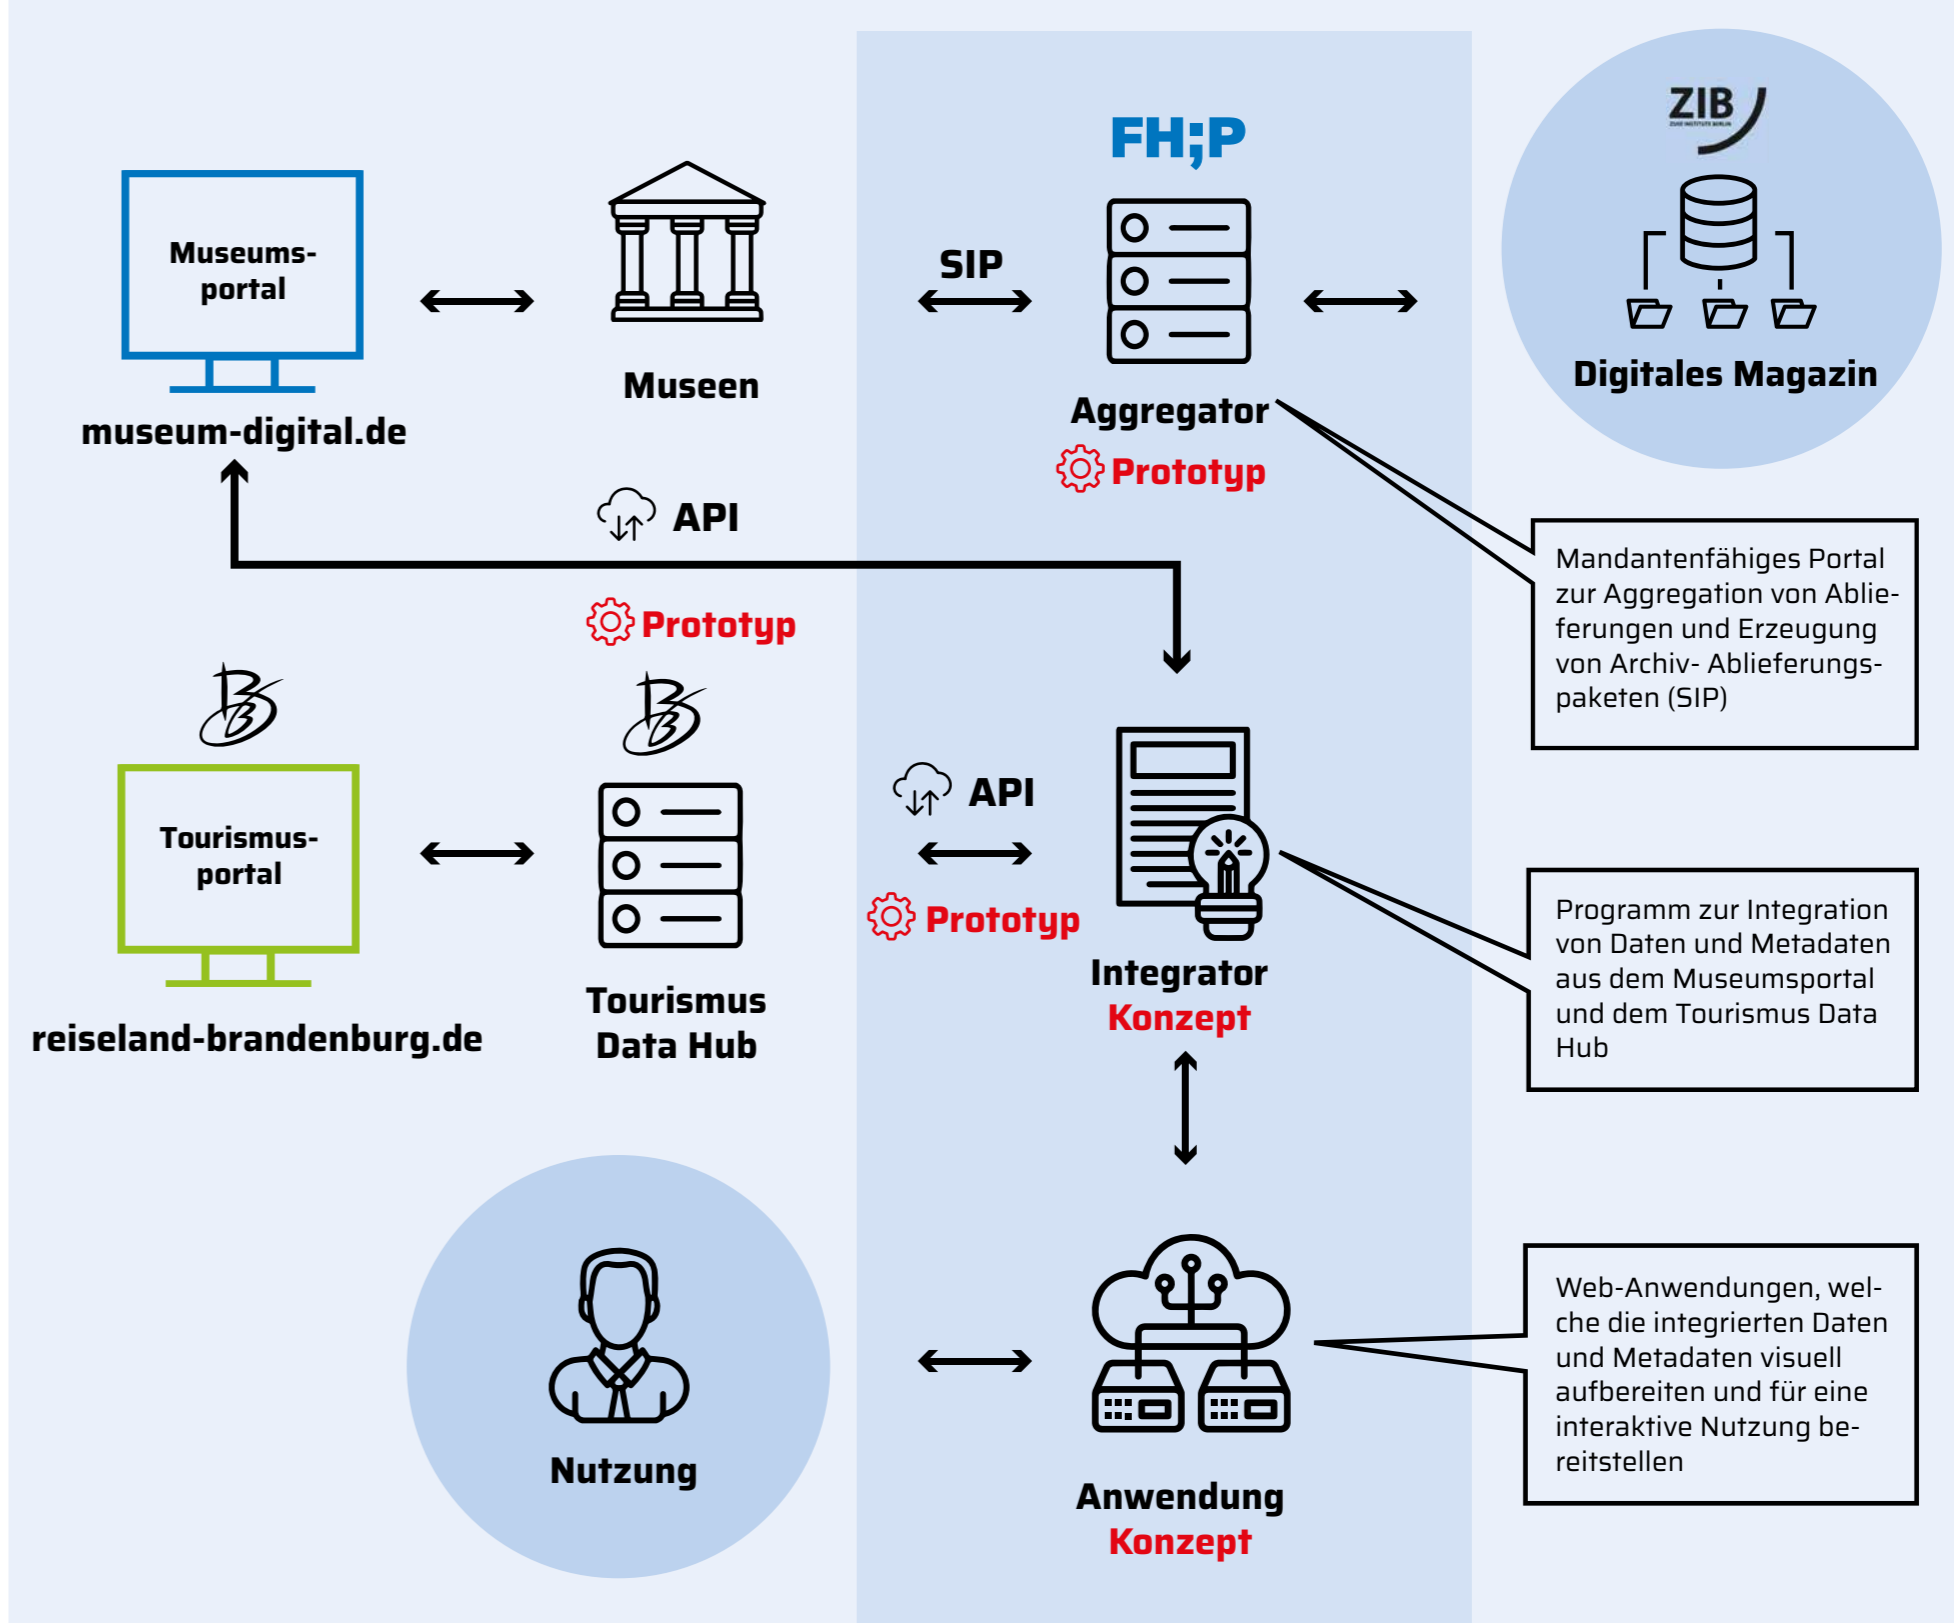 ZIB
ZUSE INSTITUTE BERLIN
FH;P
Museums-
portal
museum-digital.de
Museen
SIP
Aggregator
Prototyp
Digitales Magazin
Mandantenfähiges Portal
zur Aggregation von Ablie-
ferungen und Erzeugung
von Archiv- Ablieferungs-
paketen (SIP)
API
Prototyp
Tourismus-
portal
reiseland-brandenburg.de
Tourismus
Data Hub
API
Prototyp
Integrator
Konzept
Programm zur Integration
von Daten und Metadaten
aus dem Museumsportal
und dem Tourismus Data
Hub
Nutzung
Anwendung
Konzept
Web-Anwendungen, wel-
che die integrierten Daten
und Metadaten visuell
aufbereiten und für eine
interaktive Nutzung be-
reitstellen